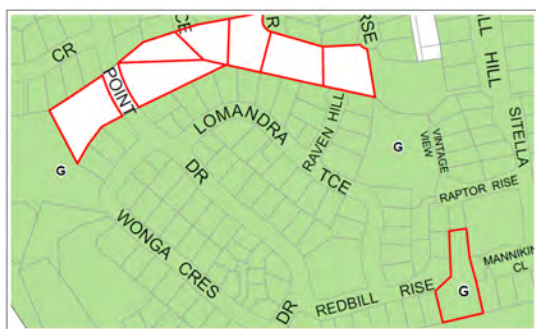 CE
CR
POINT
LOMANDRA
TCE
RAVEN HILL
HILL
SITELLA
VINTAGE
VIEW
G
G
DR
RAPTOR RISE
WONGA CRES
MANNIKIN
CL
G
REDBILL RISE
DR